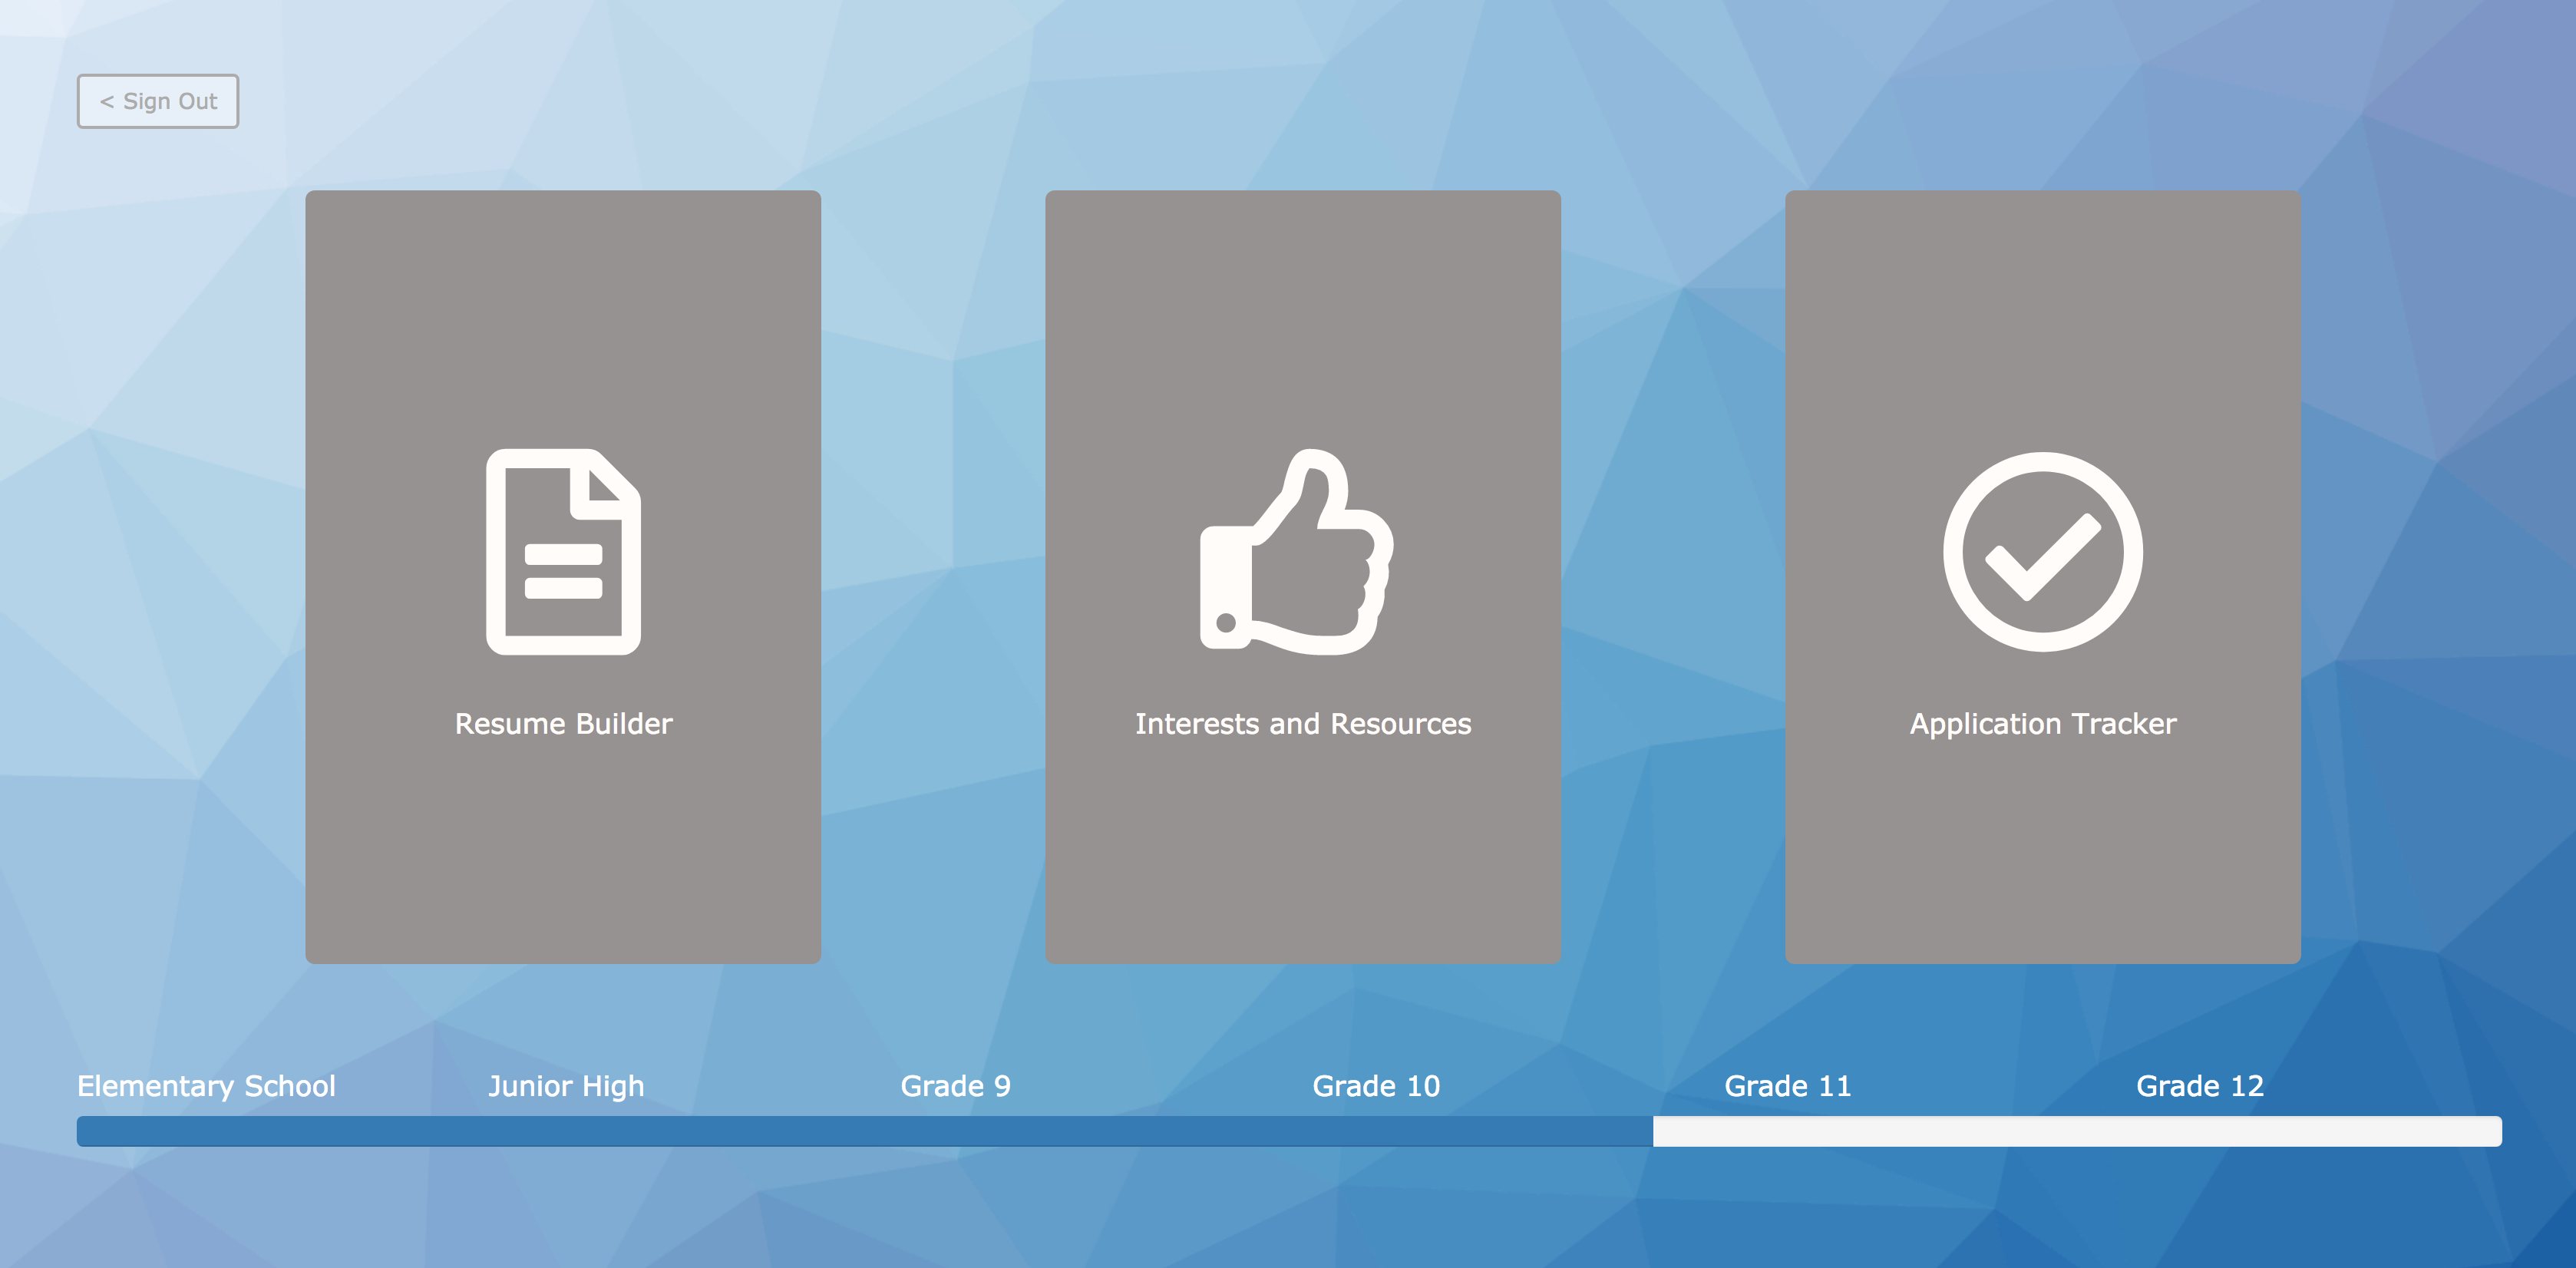 < Sign Out
Resume Builder
Interests and Resources
Application Tracker
Elementary School
Junior High
Grade 9
Grade 10
Grade 11
Grade 12